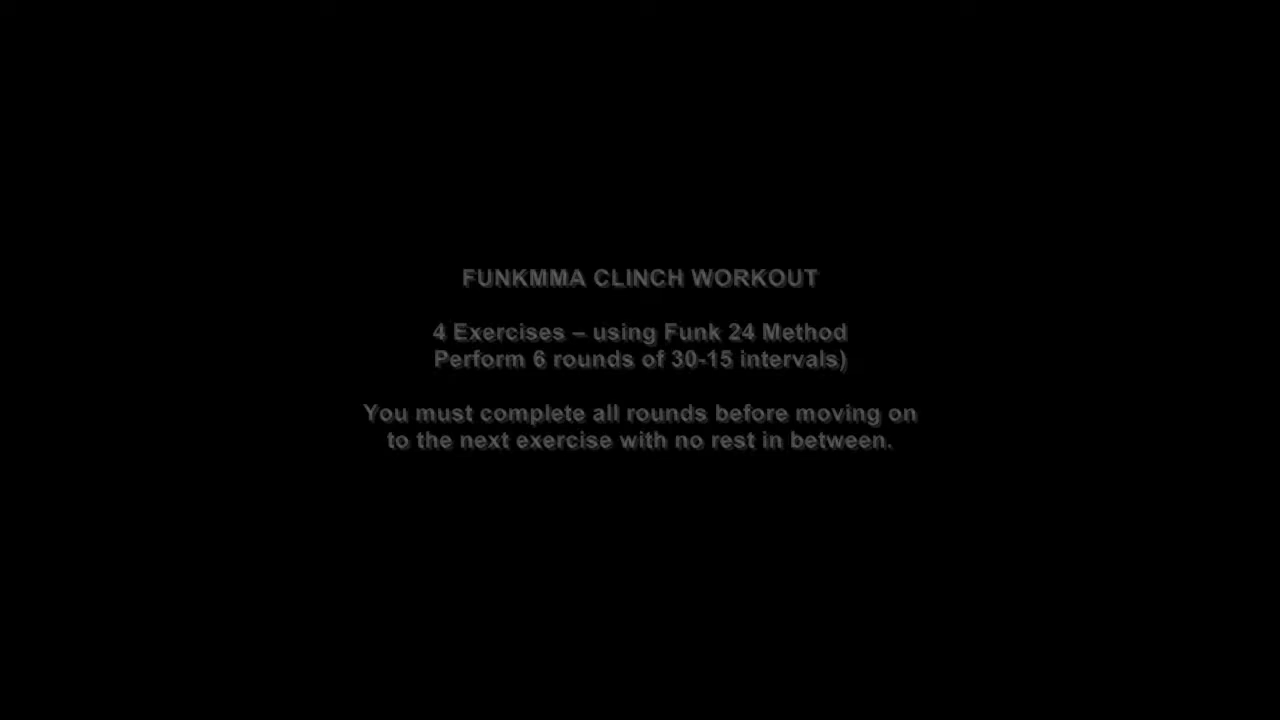 FUNKMMA CLINCH WORKOUT
4 Exercises – using Funk 24 Method
Perform 6 rounds of 30-15 intervals)
You must complete all rounds before moving on
to the next exercise with no rest in between.